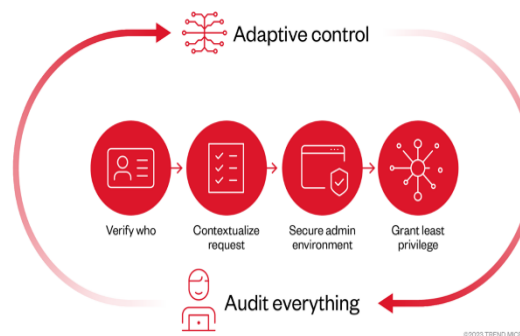 Adaptive control
Verify who
Contextualize
request
Secure admin
environment
Grant least
privilege
Audit everything